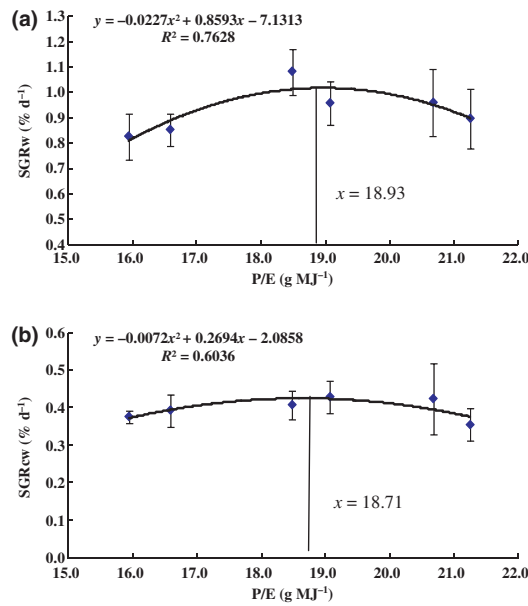 (a)
y = –0.0227x² + 0.8593x - 7.1313
R² = 0.7628
1.3
1.2
1.1
1.0
0.9
0.8
0.7
0.6
0.5
0.4
SGRw (% d⁻¹)
x = 18.93
15.0 16.0 17.0 18.0 19.0 20.0 21.0 22.0
P/E (g MJ⁻¹)
(b)
y = –0.0072x² + 0.2694x – 2.0858
R² = 0.6036
0.6
0.5
0.4
0.3
0.2
0.1
0.0
SGRcw (% d⁻¹)
x = 18.71
15.0 16.0 17.0 18.0 19.0 20.0 21.0 22.0
P/E (g MJ⁻¹)